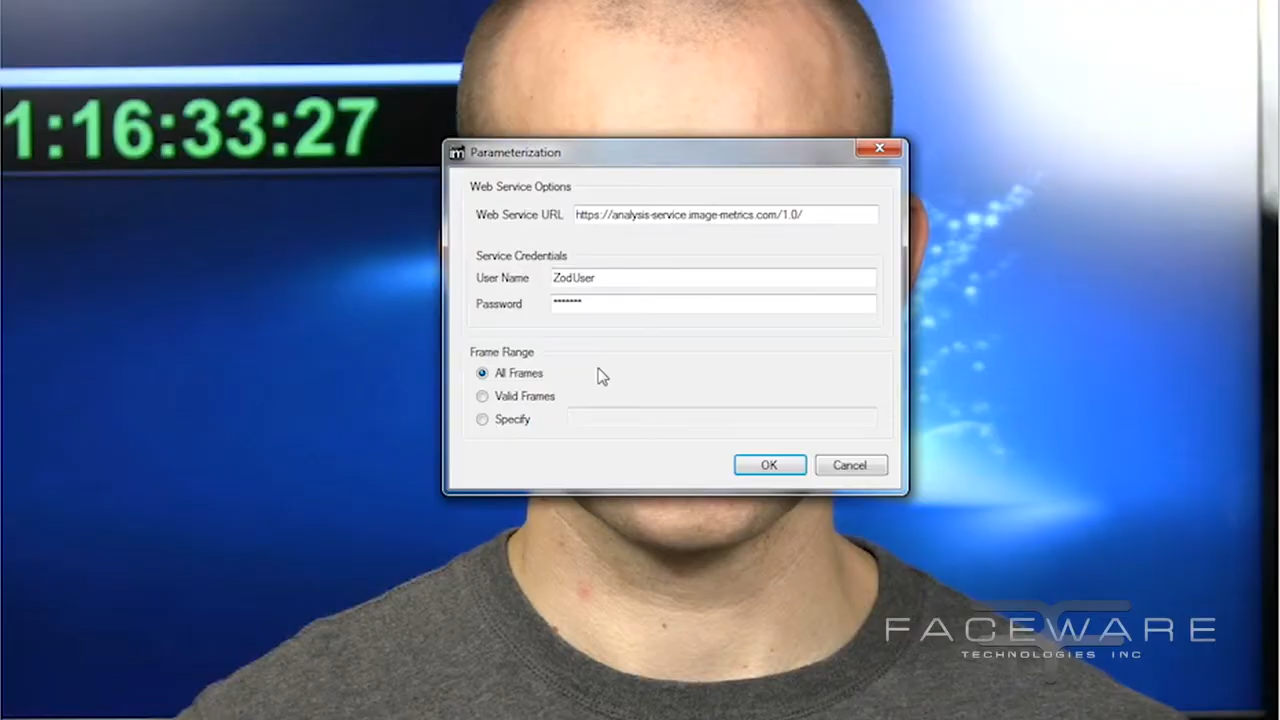 1:16:33:27
im Parameterization
Web Service Options
Web Service URL https://analysis-service.image-metrics.com/1.0/
Service Credentials
User Name ZodUser
Password *******
Frame Range
All Frames
Valid Frames
Specify
OK Cancel
FACEWARE
TECHNOLOGIES INC